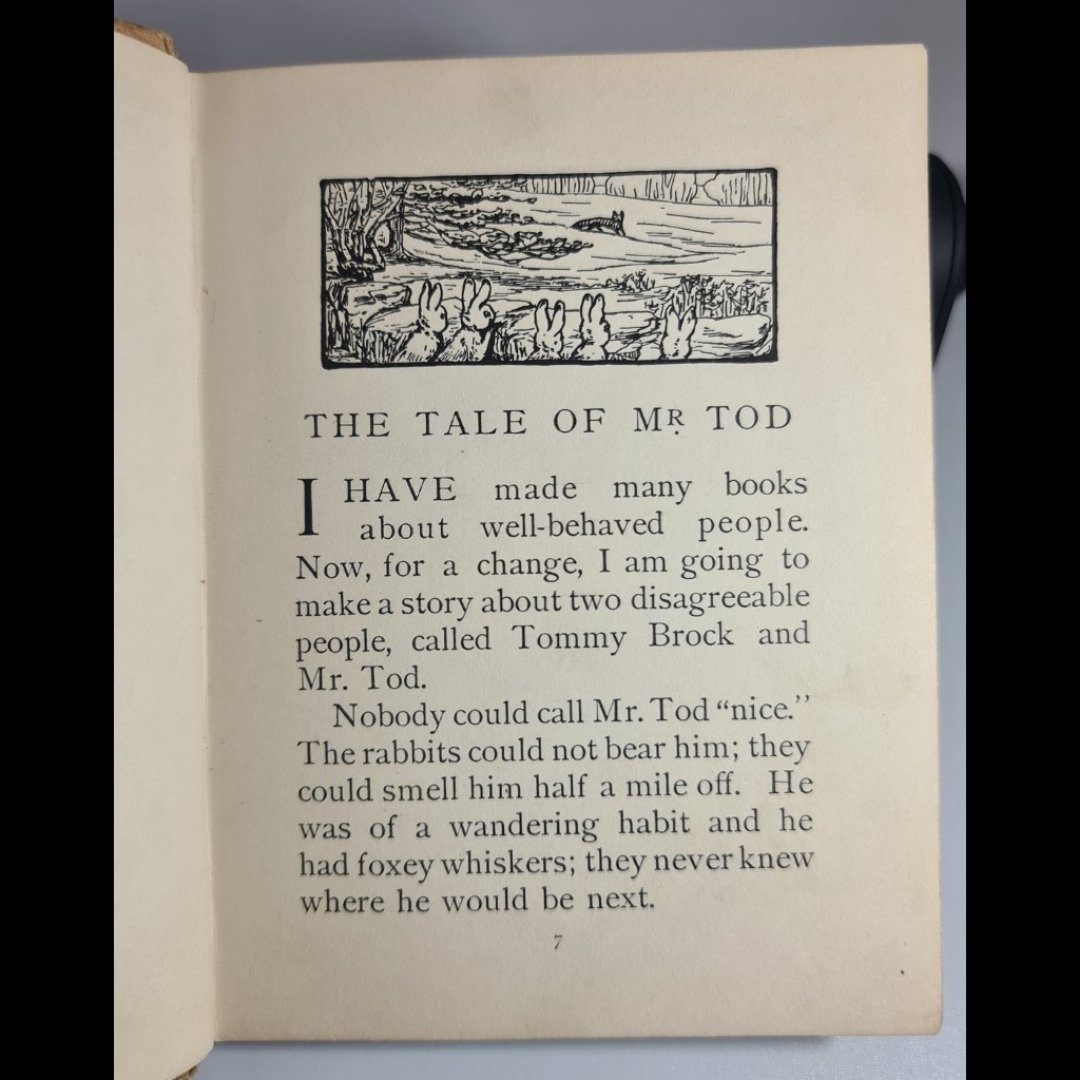 THE TALE OF MR. TOD
I HAVE made many books
about well-behaved people.
Now, for a change, I am going to
make a story about two disagreeable
people, called Tommy Brock and
Mr. Tod.
Nobody could call Mr. Tod “nice.”
The rabbits could not bear him; they
could smell him half a mile off. He
was of a wandering habit and he
had foxey whiskers; they never knew
where he would be next.
7